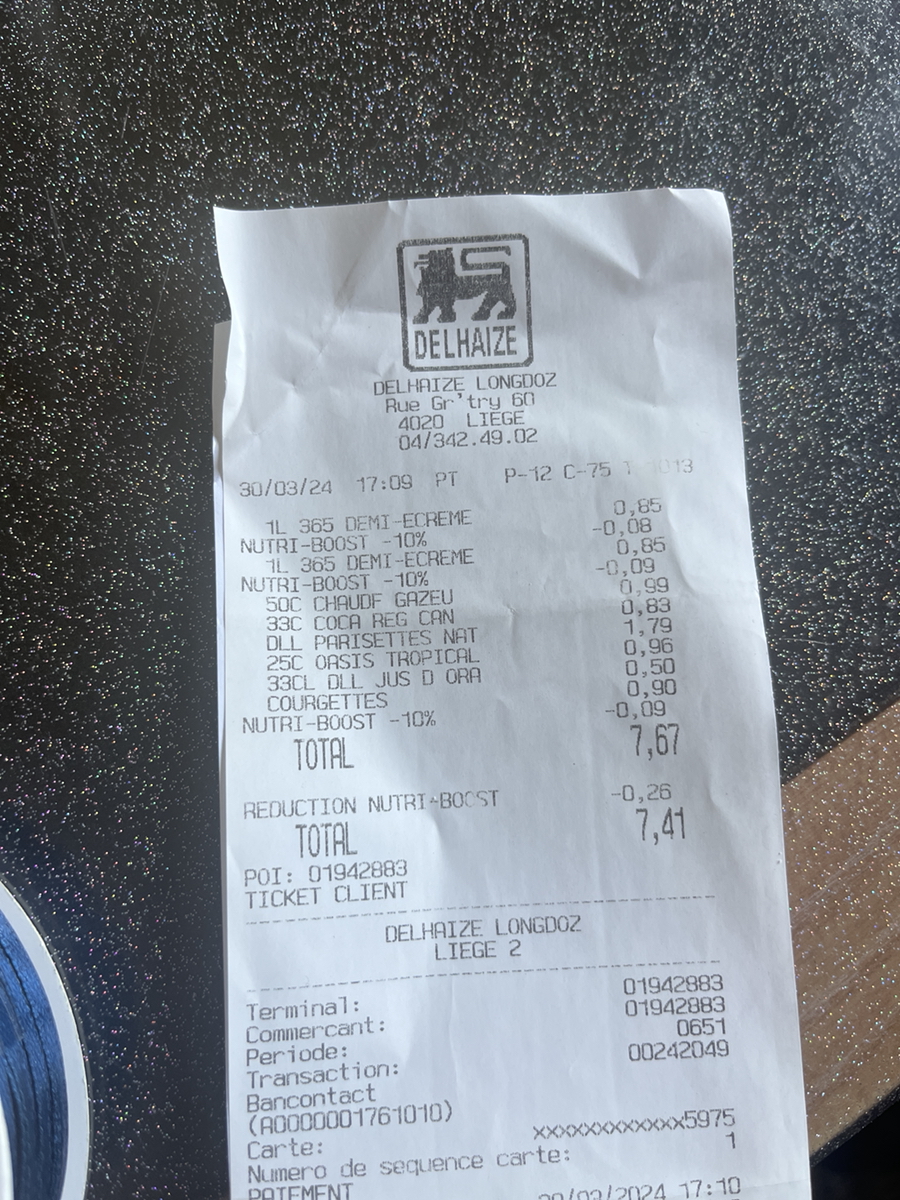 DELHAIZE
DELHAIZE LONGDOZ
Rue Gr'try 60
4020 LIEGE
04/342.49.02
30/03/24 17:09 PT P-12 C-75 T
1L 365 DEMI-ECREME 0,85
NUTRI-BOOST -10% -0,08
1L 365 DEMI-ECREME 0,85
NUTRI-BOOST -10% -0,09
50C CHAUDF GAZEU 0,99
33C COCA REG CAN 0,83
DLL PARISETTES NAT 1,79
25C OASIS TROPICAL 0,96
33CL DLL JUS D ORA 0,50
COURGETTES 0,90
NUTRI-BOOST -10% -0,09
TOTAL 7,67
REDUCTION NUTRI-BOOST -0,26
TOTAL 7,41
POI: 01942883
TICKET CLIENT
DELHAIZE LONGDOZ
LIEGE 2
Terminal: 01942883
Commercant: 01942883
Periode: 0651
Transaction: 00242049
Bancontact
(A0000001761010)
Carte: xxxxxxxxxxxx5975
Numero de sequence carte: 1
PAIEMENT 30/03/2024 17:10